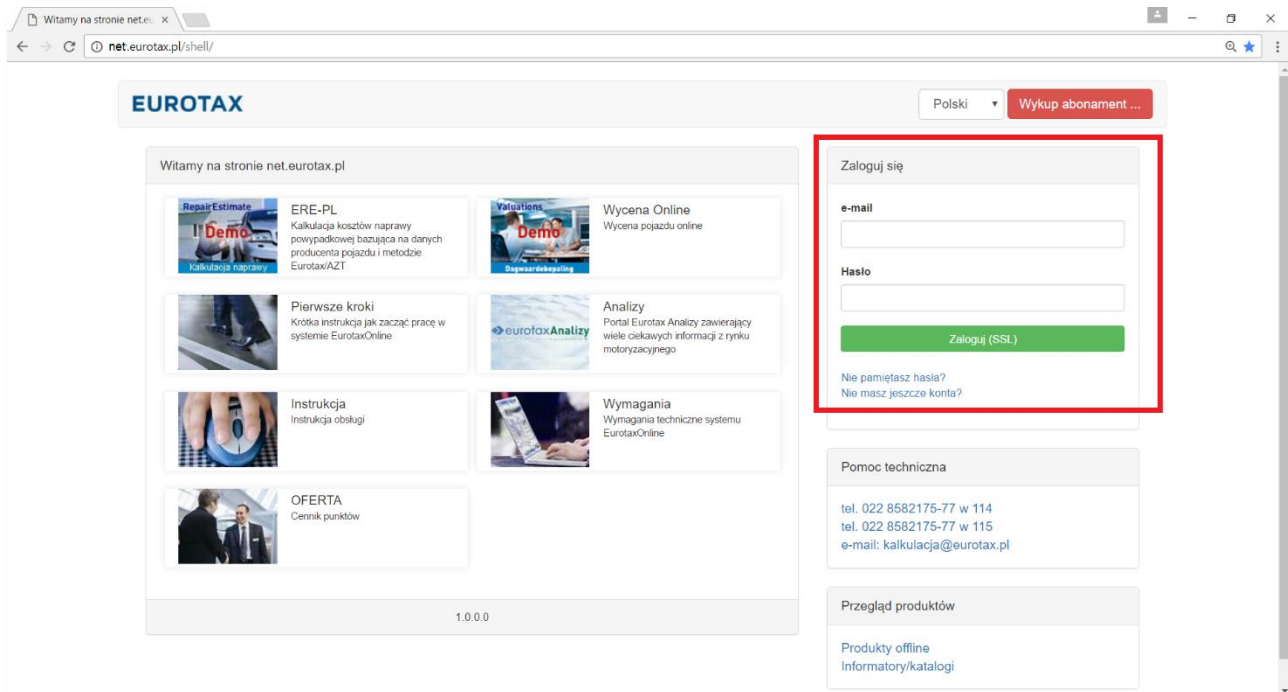 Witamy na stronie net.eu
net.eurotax.pl/shell/
EUROTAX
Polski
Wykup abonament ...
Witamy na stronie net.eurotax.pl
RepairEstimate
Demo
Kalkulacja naprawy
ERE-PL
Kalkulacja kosztów naprawy
powypadkowej bazująca na danych
producenta pojazdu i metodzie
Eurotax/AZT
Valuations
Demo
Dagwaardebepaling
Wycena Online
Wycena pojazdu online
Pierwsze kroki
Krótka instrukcja jak zacząć pracę w
systemie EurotaxOnline
eurotaxAnalizy
Analizy
Portal Eurotax Analizy zawierający
wiele ciekawych informacji z rynku
motoryzacyjnego
Instrukcja
Instrukcja obsługi
Wymagania
Wymagania techniczne systemu
EurotaxOnline
OFERTA
Cennik punktów
1.0.0.0
Zaloguj się
e-mail
Hasło
Zaloguj (SSL)
Nie pamiętasz hasła?
Nie masz jeszcze konta?
Pomoc techniczna
tel. 022 8582175-77 w 114
tel. 022 8582175-77 w 115
e-mail: kalkulacja@eurotax.pl
Przegląd produktów
Produkty offline
Informatory/katalogi